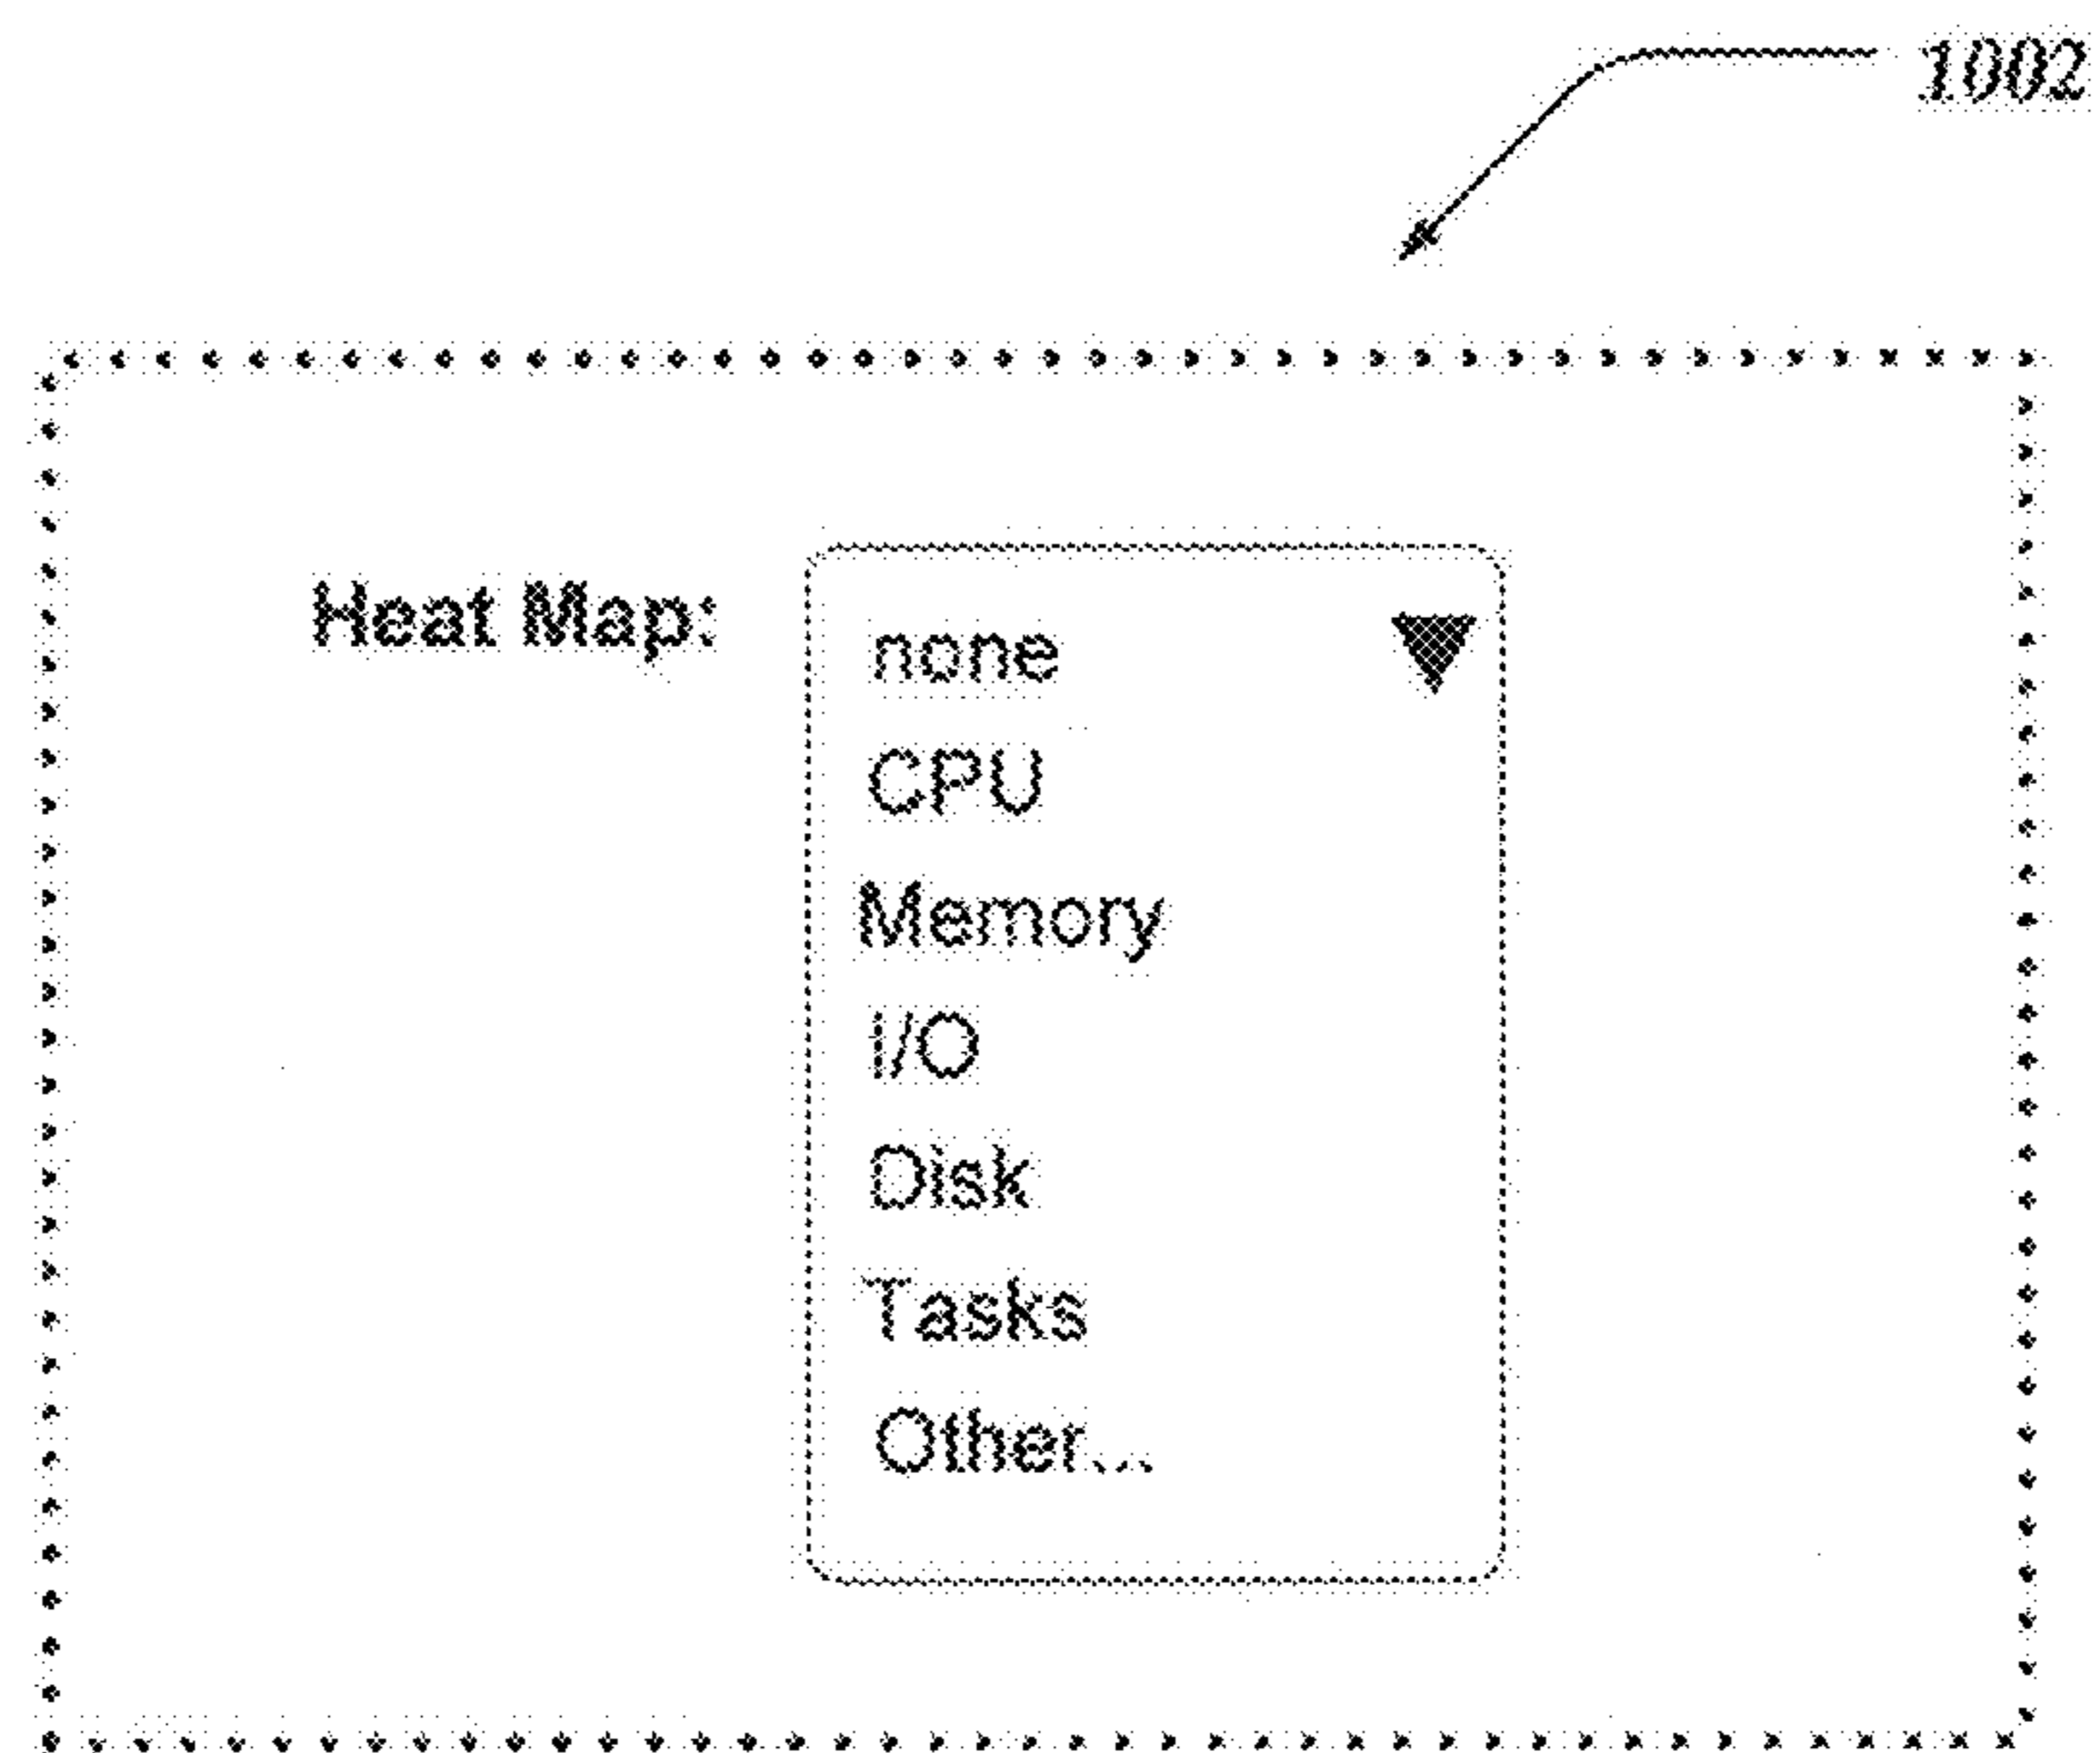 1002
Heat Map:
none
CPU
Memory
I/O
Disk
Tasks
Other...